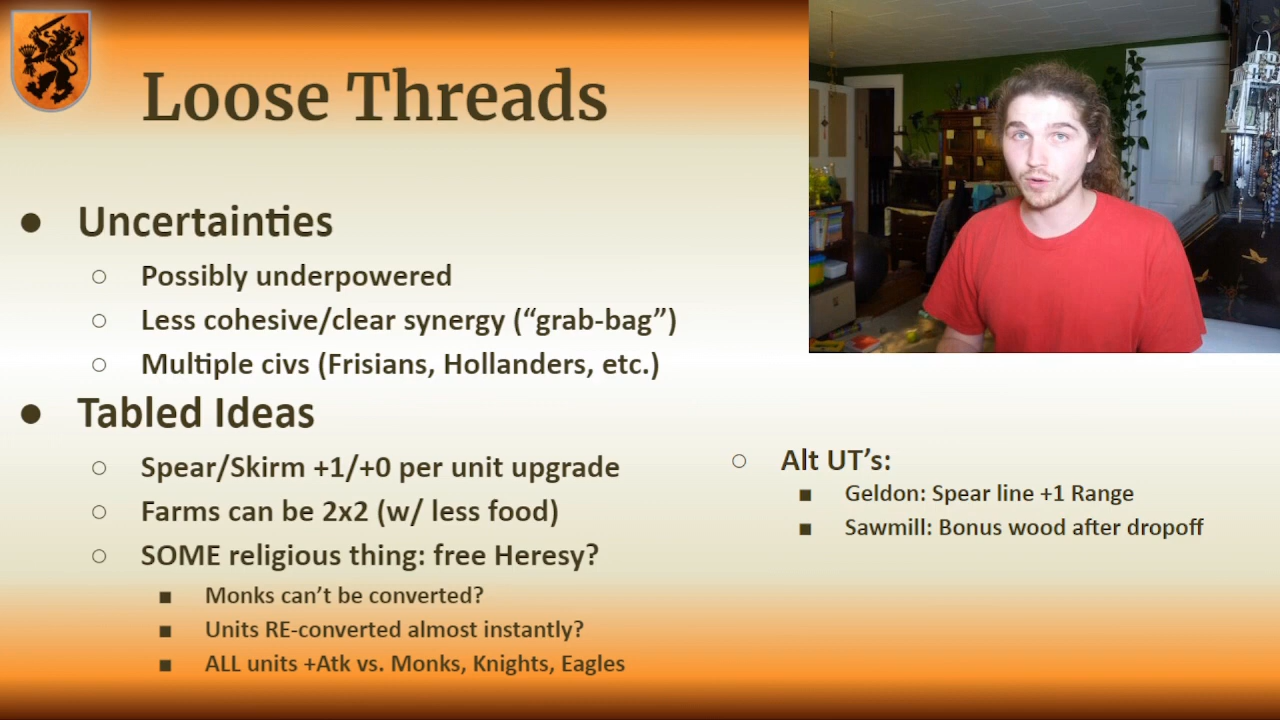 Loose Threads
Uncertainties
Possibly underpowered
Less cohesive/clear synergy (“grab-bag”)
Multiple civs (Frisians, Hollanders, etc.)
Tabled Ideas
Spear/Skirm +1/+0 per unit upgrade
Farms can be 2x2 (w/ less food)
SOME religious thing: free Heresy?
Monks can’t be converted?
Units RE-converted almost instantly?
ALL units +Atk vs. Monks, Knights, Eagles
Alt UT’s:
Geldon: Spear line +1 Range
Sawmill: Bonus wood after dropoff